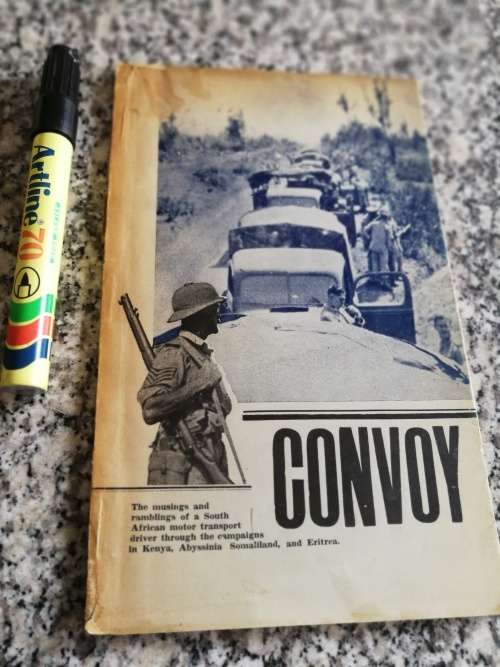 Artline 70
CONVOY
The musings and
ramblings of a South
African motor transport
driver through the campaigns
in Kenya, Abyssinia Somaliland, and Eritrea.